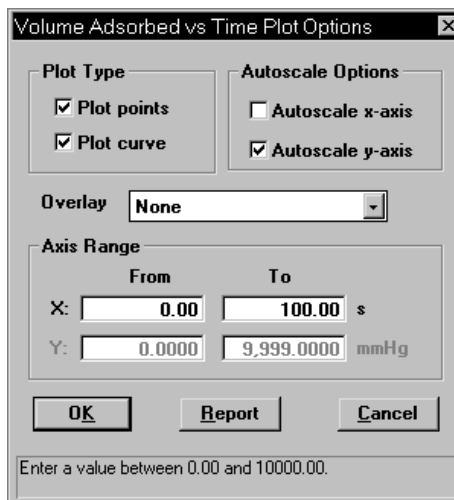 Volume Adsorbed vs Time Plot Options
Plot Type
Plot points
Plot curve
Autoscale Options
Autoscale x-axis
Autoscale y-axis
Overlay None
Axis Range
From To
X: 0.00 100.00 s
Y: 0.0000 9,999.0000 mmHg
OK Report Cancel
Enter a value between 0.00 and 10000.00.